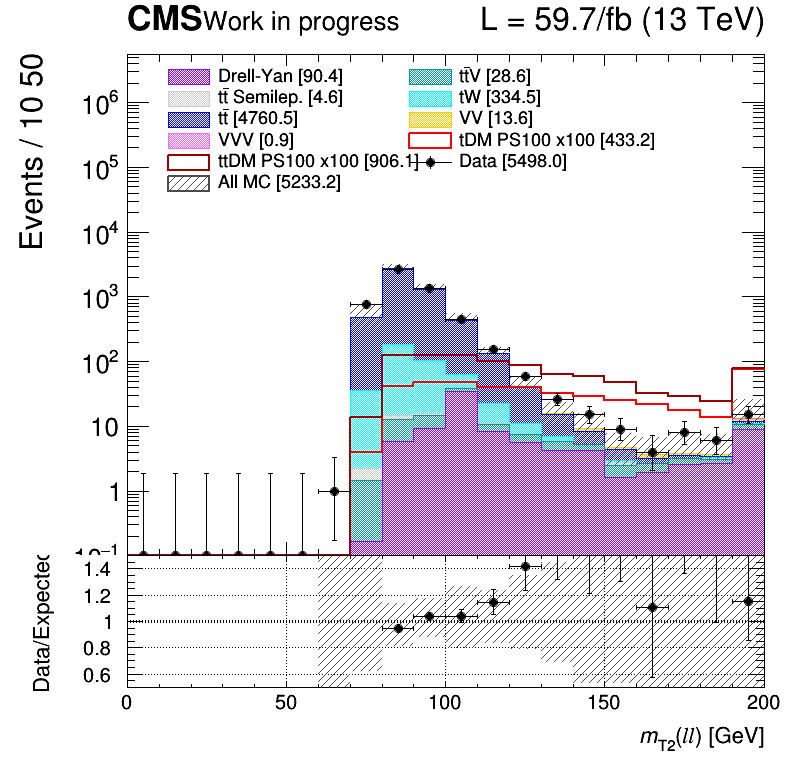 CMS Work in progress L = 59.7/fb (13 TeV)
Events / 10 50
Drell-Yan [90.4] tt̄V [28.6]
tt̄ Semilep. [4.6] tW [334.5]
tt̄ [4760.5] VV [13.6]
VVV [0.9] tDM PS100 x100 [433.2]
ttDM PS100 x100 [906.1] Data [5498.0]
All MC [5233.2]
10⁶
10⁵
10⁴
10³
10²
10
1
10⁻¹
Data/Expected
1.4
1.2
1
0.8
0.6
0 50 100 150 200
m_T2(ll) [GeV]